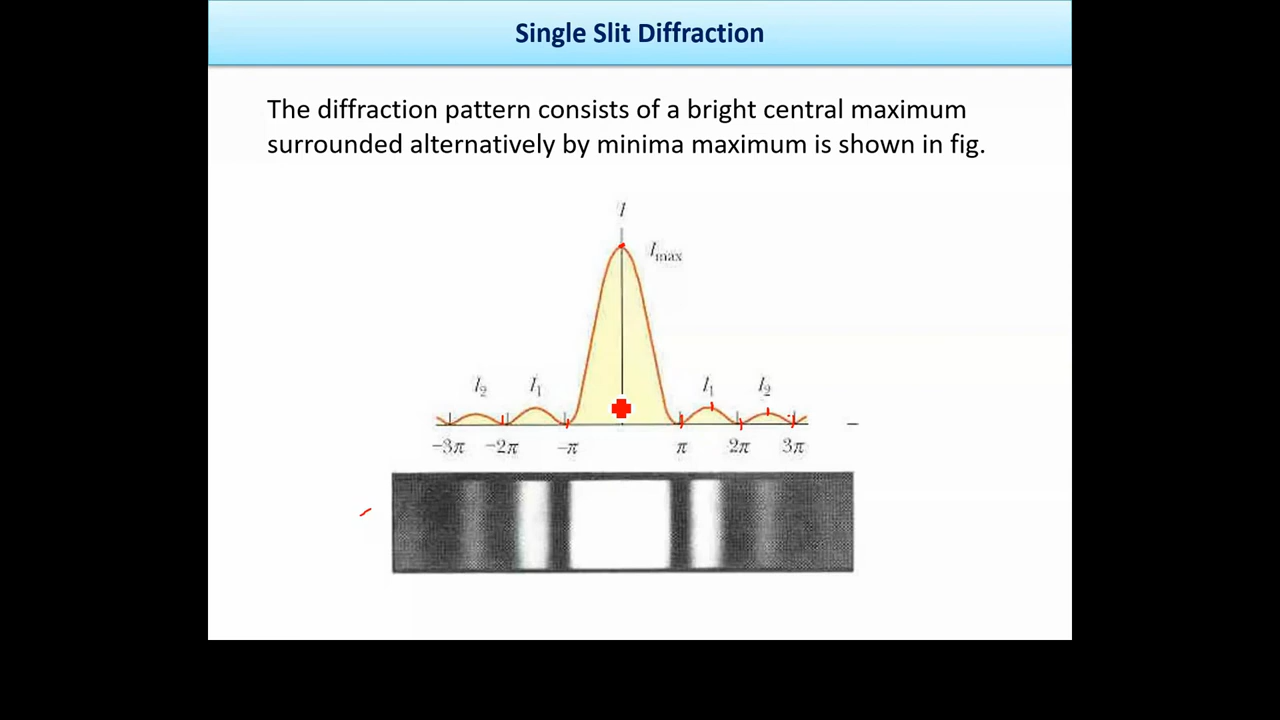 Single Slit Diffraction
The diffraction pattern consists of a bright central maximum
surrounded alternatively by minima maximum is shown in fig.
I
Imax
I2 I1 I1 I2
−3π −2π −π π 2π 3π